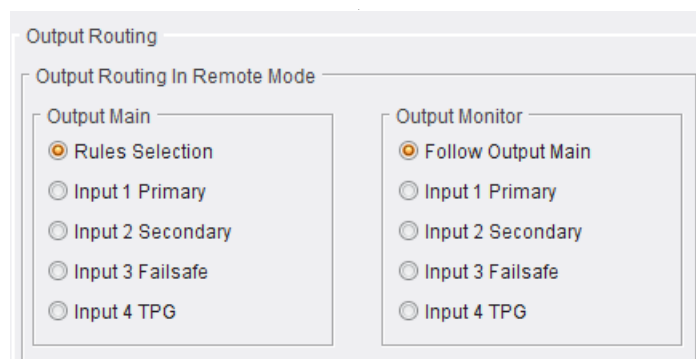 Output Routing
Output Routing In Remote Mode
Output Main
Rules Selection
Input 1 Primary
Input 2 Secondary
Input 3 Failsafe
Input 4 TPG
Output Monitor
Follow Output Main
Input 1 Primary
Input 2 Secondary
Input 3 Failsafe
Input 4 TPG